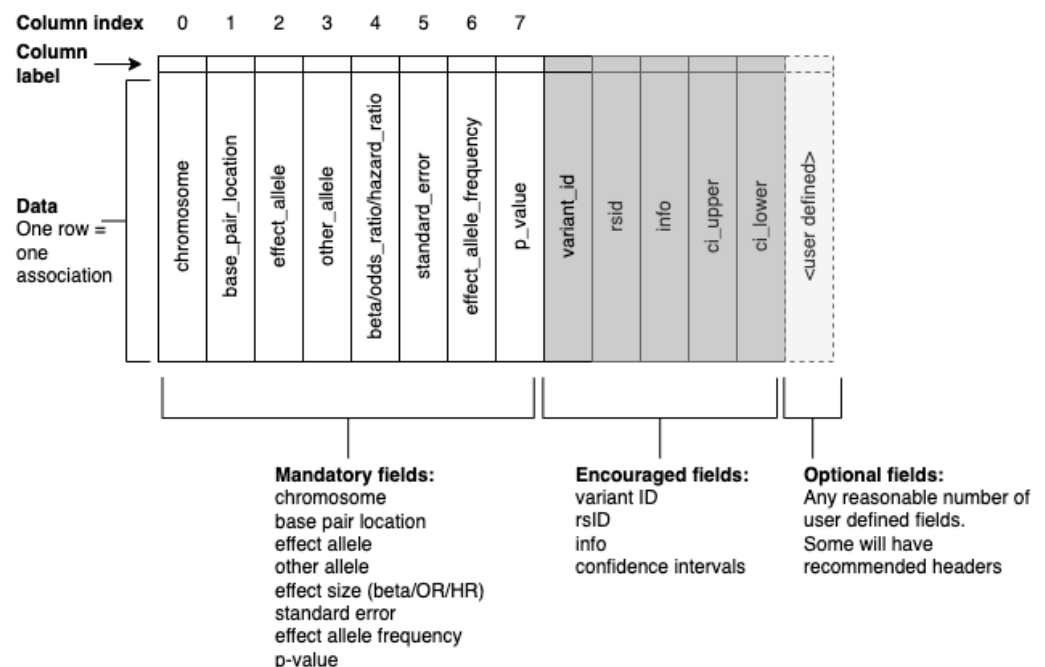 Column index 0 1 2 3 4 5 6 7
Column
label
Data
One row =
one
association
chromosome
base_pair_location
effect_allele
other_allele
beta/odds_ratio/hazard_ratio
standard_error
effect_allele_frequency
p_value
variant_id
rsid
info
ci_upper
ci_lower
<user defined>
Mandatory fields:
chromosome
base pair location
effect allele
other allele
effect size (beta/OR/HR)
standard error
effect allele frequency
p-value
Encouraged fields:
variant ID
rsID
info
confidence intervals
Optional fields:
Any reasonable number of
user defined fields.
Some will have
recommended headers